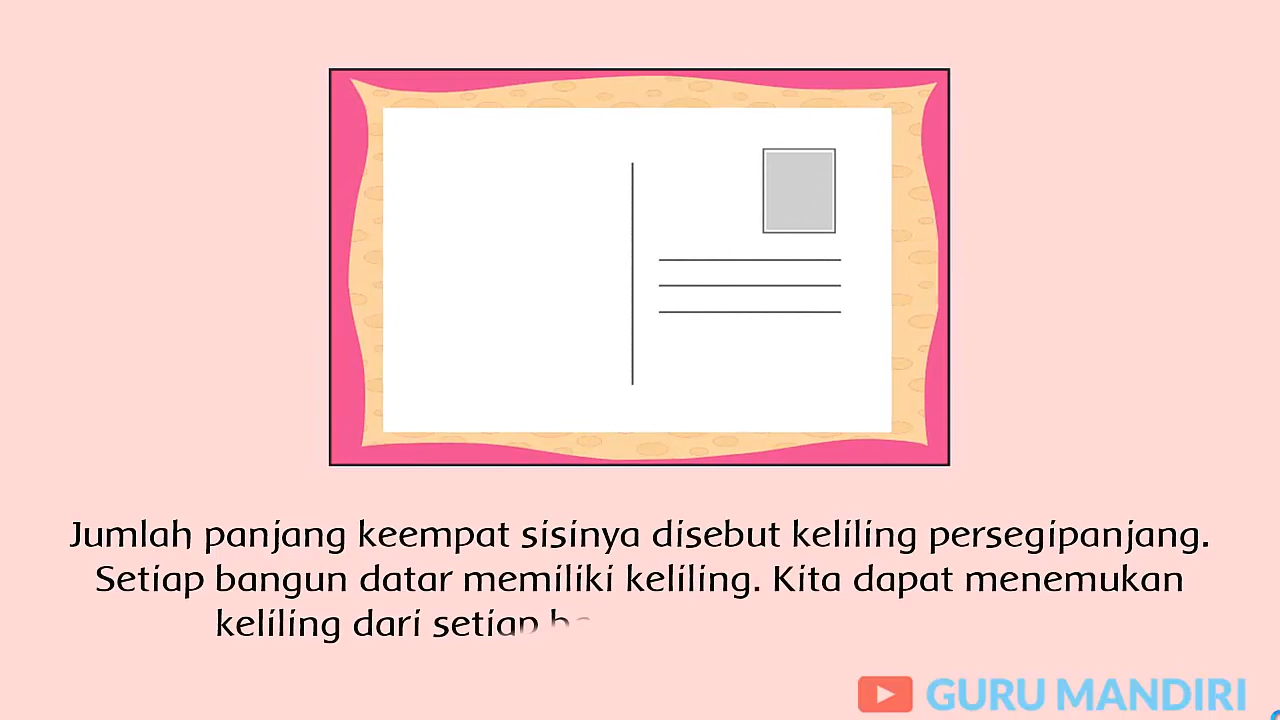 Jumlah panjang keempat sisinya disebut keliling persegipanjang.
Setiap bangun datar memiliki keliling. Kita dapat menemukan
keliling dari setiap
GURU MANDIRI